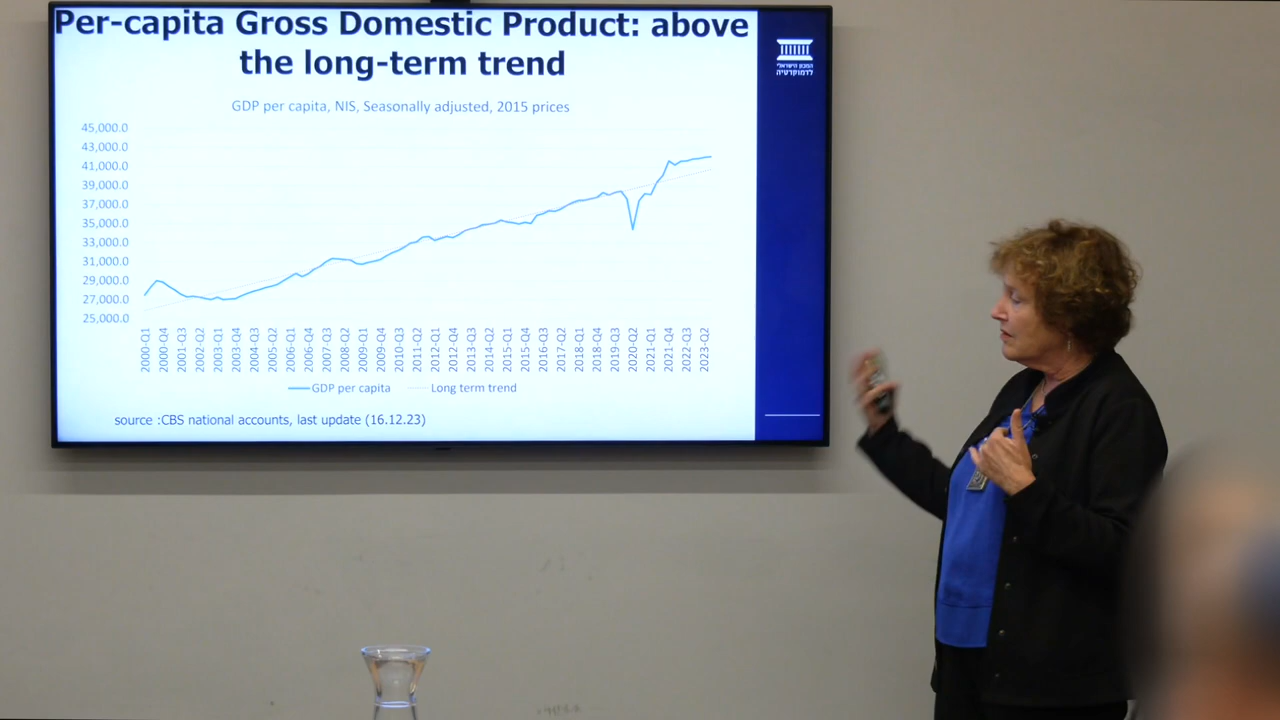 Per-capita Gross Domestic Product: above
the long-term trend
המכון הישראלי
לדמוקרטיה
GDP per capita, NIS, Seasonally adjusted, 2015 prices
45,000.0
43,000.0
41,000.0
39,000.0
37,000.0
35,000.0
33,000.0
31,000.0
29,000.0
27,000.0
25,000.0
2000-Q1
2000-Q4
2001-Q3
2002-Q2
2003-Q1
2003-Q4
2004-Q3
2005-Q2
2006-Q1
2006-Q4
2007-Q3
2008-Q2
2009-Q1
2009-Q4
2010-Q3
2011-Q2
2012-Q1
2012-Q4
2013-Q3
2014-Q2
2015-Q1
2015-Q4
2016-Q3
2017-Q2
2018-Q1
2018-Q4
2019-Q3
2020-Q2
2021-Q1
2021-Q4
2022-Q3
2023-Q2
GDP per capita
Long term trend
source :CBS national accounts, last update (16.12.23)